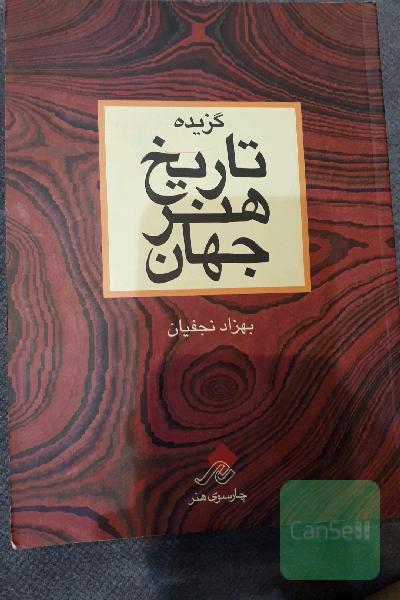 گزیده
تاریخ
هنر
جهان
بهزاد نجفیان
چارسوی هنر
CanSell